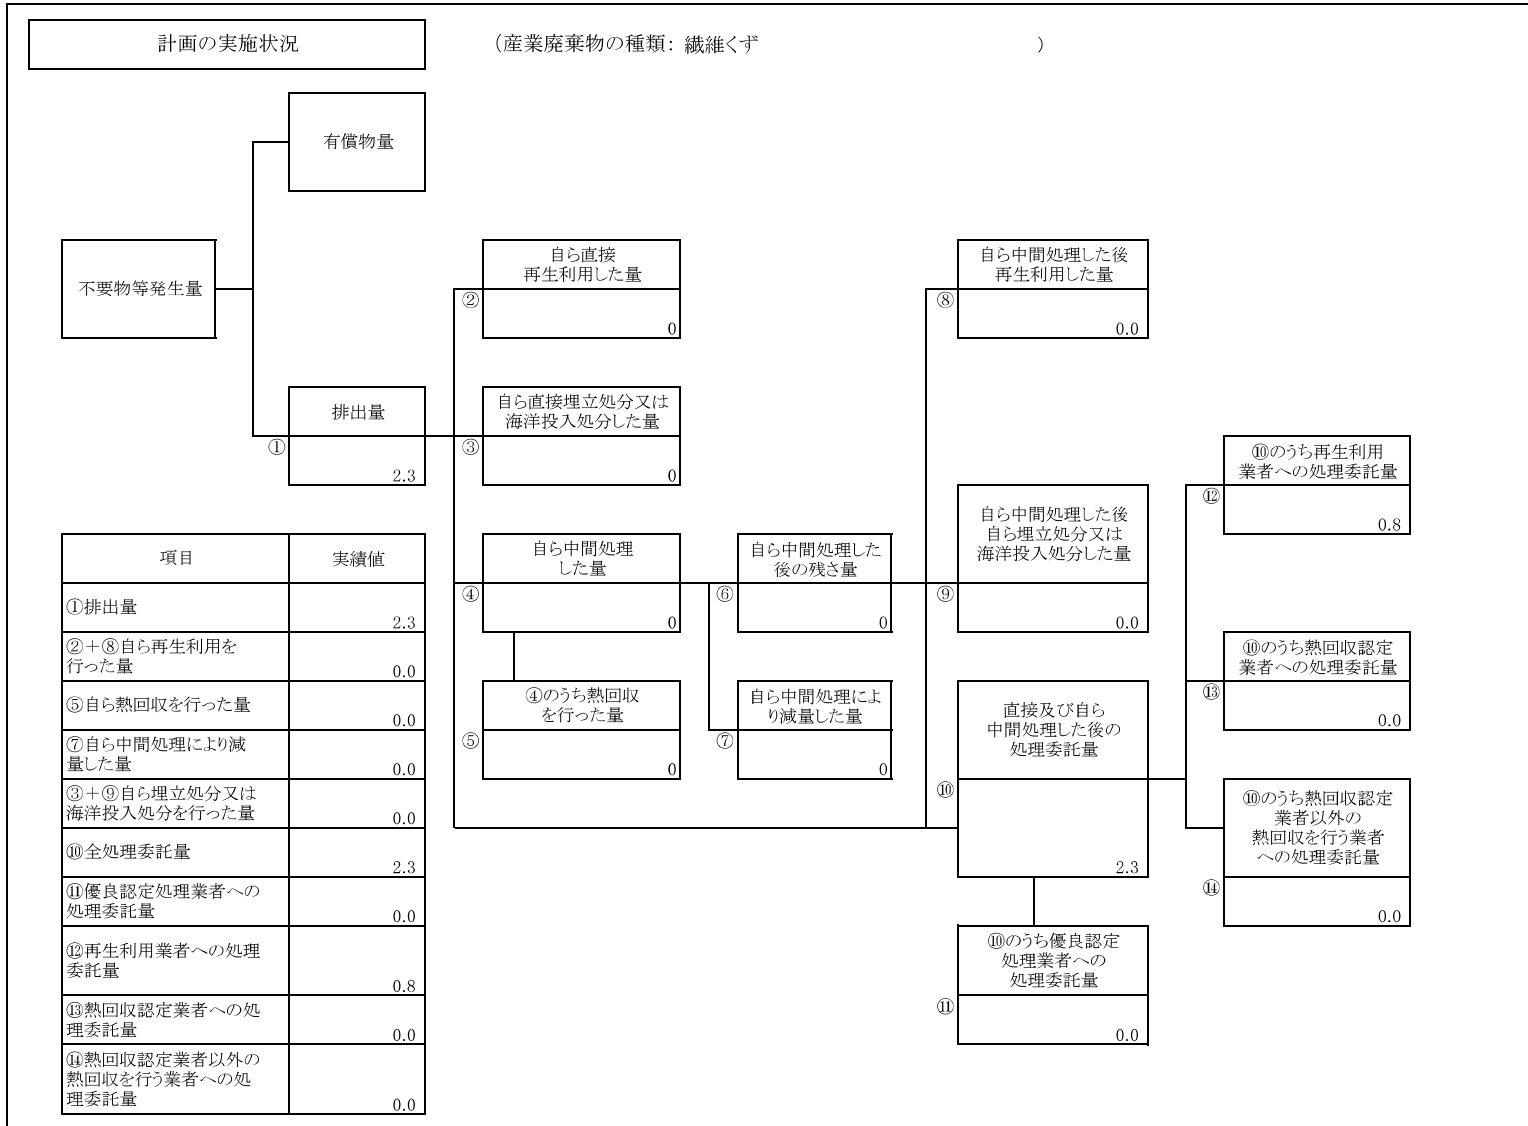 計画の実施状況
（産業廃棄物の種類：繊維くず　　　　　　　　）
有償物量
不要物等発生量
排出量
①
2.3
自ら直接
再生利用した量
②
0
自ら直接埋立処分又は
海洋投入処分した量
③
0
自ら中間処理
した量
④
0
④のうち熱回収
を行った量
⑤
0
自ら中間処理した
後の残さ量
⑥
0
自ら中間処理によ
り減量した量
⑦
0
自ら中間処理した後
再生利用した量
⑧
0.0
自ら中間処理した後
自ら埋立処分又は
海洋投入処分した量
⑨
0.0
直接及び自ら
中間処理した後の
処理委託量
⑩
2.3
⑩のうち優良認定
処理業者への
処理委託量
⑪
0.0
⑩のうち再生利用
業者への処理委託量
⑫
0.8
⑩のうち熱回収認定
業者への処理委託量
⑬
0.0
⑩のうち熱回収認定
業者以外の
熱回収を行う業者
への処理委託量
⑭
0.0
項目 実績値
①排出量
2.3
②＋⑧自ら再生利用を
行った量
0.0
⑤自ら熱回収を行った量
0.0
⑦自ら中間処理により減
量した量
0.0
③＋⑨自ら埋立処分又は
海洋投入処分を行った量
0.0
⑩全処理委託量
2.3
⑪優良認定処理業者への
処理委託量
0.0
⑫再生利用業者への処理
委託量
0.8
⑬熱回収認定業者への処
理委託量
0.0
⑭熱回収認定業者以外の
熱回収を行う業者への処
理委託量
0.0